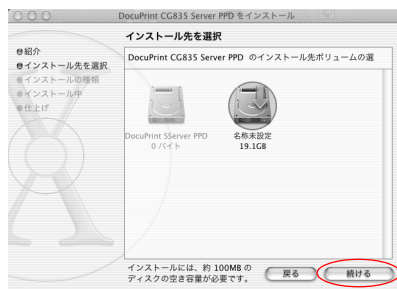 DocuPrint CG835 Server PPD をインストール
インストール先を選択
紹介
インストール先を選択
インストールの種類
インストール中
仕上げ
DocuPrint CG835 Server PPD のインストール先ボリュームの選
DocuPrint SServer PPD
0 バイト
名称未設定
19.1GB
インストールには、約 100MB の
ディスクの空き容量が必要です。
戻る
続ける